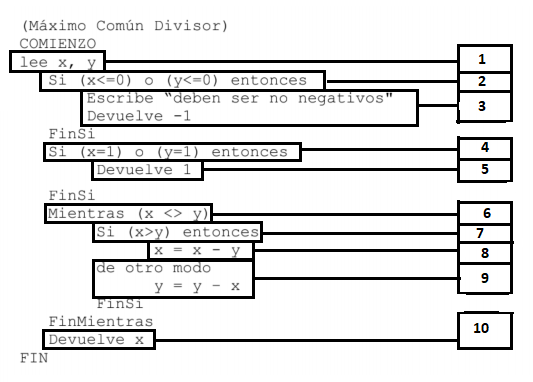 (Máximo Común Divisor)
COMIENZO
lee x, y 1
Si (x<=0) o (y<=0) entonces 2
Escribe "deben ser no negativos" 3
Devuelve -1
FinSi
Si (x=1) o (y=1) entonces 4
Devuelve 1 5
FinSi
Mientras (x <> y) 6
Si (x>y) entonces 7
x = x - y 8
de otro modo 9
y = y - x
FinSi
FinMientras
Devuelve x 10
FIN